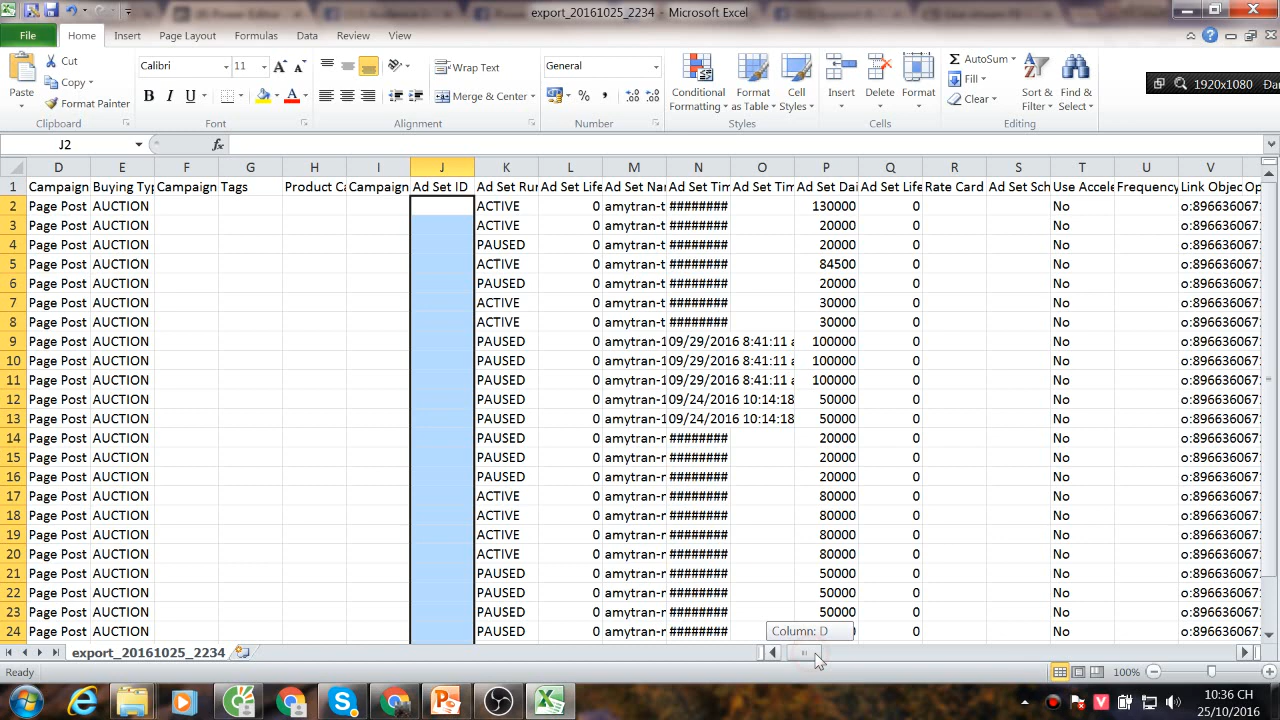 export_20161025_2234 - Microsoft Excel
File Home Insert Page Layout Formulas Data Review View
Paste Cut Copy Format Painter Clipboard
Calibri 11 A A B I U A Font
Wrap Text Merge & Center Alignment
General % , Number
Conditional Formatting Format as Table Cell Styles Styles
Insert Delete Format Cells
AutoSum Fill Clear Sort & Filter Find & Select Editing
1920x1080
J2 fx
D E F G H I J K L M N O P Q R S T U V
1 Campaign Buying Typ Campaign Tags Product Ca Campaign Ad Set ID Ad Set Run Ad Set Life Ad Set Nam Ad Set Tim Ad Set Tim Ad Set Dai Ad Set Life Rate Card Ad Set Sch Use Accele Frequency Link Objec Op
2 Page Post AUCTION ACTIVE 0 amytran-t ######## 130000 0 No o:896636067
3 Page Post AUCTION ACTIVE 0 amytran-t ######## 20000 0 No o:896636067
4 Page Post AUCTION PAUSED 0 amytran-t ######## 20000 0 No o:896636067
5 Page Post AUCTION ACTIVE 0 amytran-t ######## 84500 0 No o:896636067
6 Page Post AUCTION PAUSED 0 amytran-t ######## 20000 0 No o:896636067
7 Page Post AUCTION ACTIVE 0 amytran-t ######## 30000 0 No o:896636067
8 Page Post AUCTION ACTIVE 0 amytran-t ######## 30000 0 No o:896636067
9 Page Post AUCTION PAUSED 0 amytran-1 09/29/2016 8:41:11 a 100000 0 No o:896636067
10 Page Post AUCTION PAUSED 0 amytran-1 09/29/2016 8:41:11 a 100000 0 No o:896636067
11 Page Post AUCTION PAUSED 0 amytran-1 09/29/2016 8:41:11 a 100000 0 No o:896636067
12 Page Post AUCTION PAUSED 0 amytran-1 09/24/2016 10:14:18 50000 0 No o:896636067
13 Page Post AUCTION PAUSED 0 amytran-1 09/24/2016 10:14:18 50000 0 No o:896636067
14 Page Post AUCTION PAUSED 0 amytran-r ######## 20000 0 No o:896636067
15 Page Post AUCTION PAUSED 0 amytran-r ######## 20000 0 No o:896636067
16 Page Post AUCTION PAUSED 0 amytran-r ######## 20000 0 No o:896636067
17 Page Post AUCTION ACTIVE 0 amytran-r ######## 80000 0 No o:896636067
18 Page Post AUCTION ACTIVE 0 amytran-r ######## 80000 0 No o:896636067
19 Page Post AUCTION ACTIVE 0 amytran-r ######## 80000 0 No o:896636067
20 Page Post AUCTION ACTIVE 0 amytran-r ######## 80000 0 No o:896636067
21 Page Post AUCTION PAUSED 0 amytran-r ######## 50000 0 No o:896636067
22 Page Post AUCTION PAUSED 0 amytran-r ######## 50000 0 No o:896636067
23 Page Post AUCTION PAUSED 0 amytran-r ######## 50000 0 No o:896636067
24 Page Post AUCTION PAUSED 0 amytran-r ######## 0 No o:896636067
Column: D
export_20161025_2234
Ready 100%
10:36 CH
25/10/2016